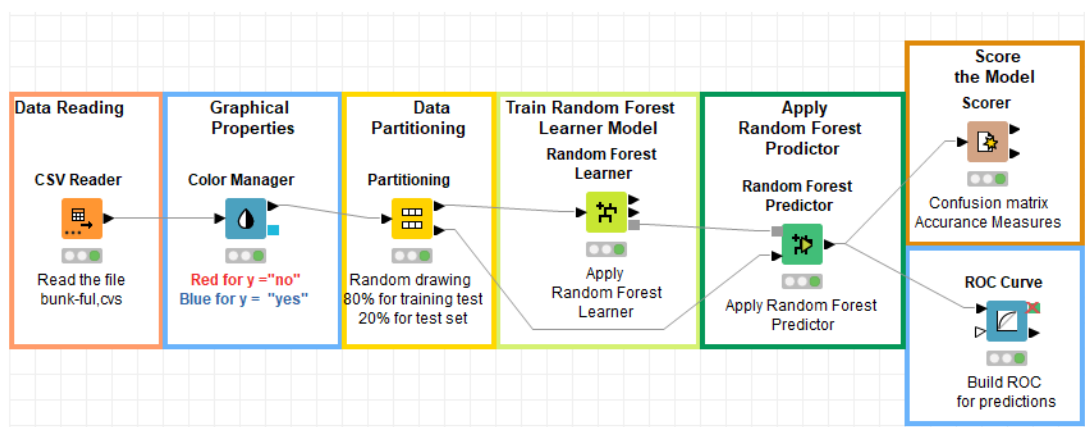 Data Reading
CSV Reader
Read the file
bunk-ful,cvs
Graphical
Properties
Color Manager
Red for y ="no"
Blue for y = "yes"
Data
Partitioning
Partitioning
Random drawing
80% for training test
20% for test set
Train Random Forest
Learner Model
Random Forest
Learner
Apply
Random Forest
Learner
Apply
Random Forest
Prodictor
Random Forest
Predictor
Apply Random Forest
Predictor
Score
the Model
Scorer
Confusion matrix
Accurance Measures
ROC Curve
Build ROC
for predictions